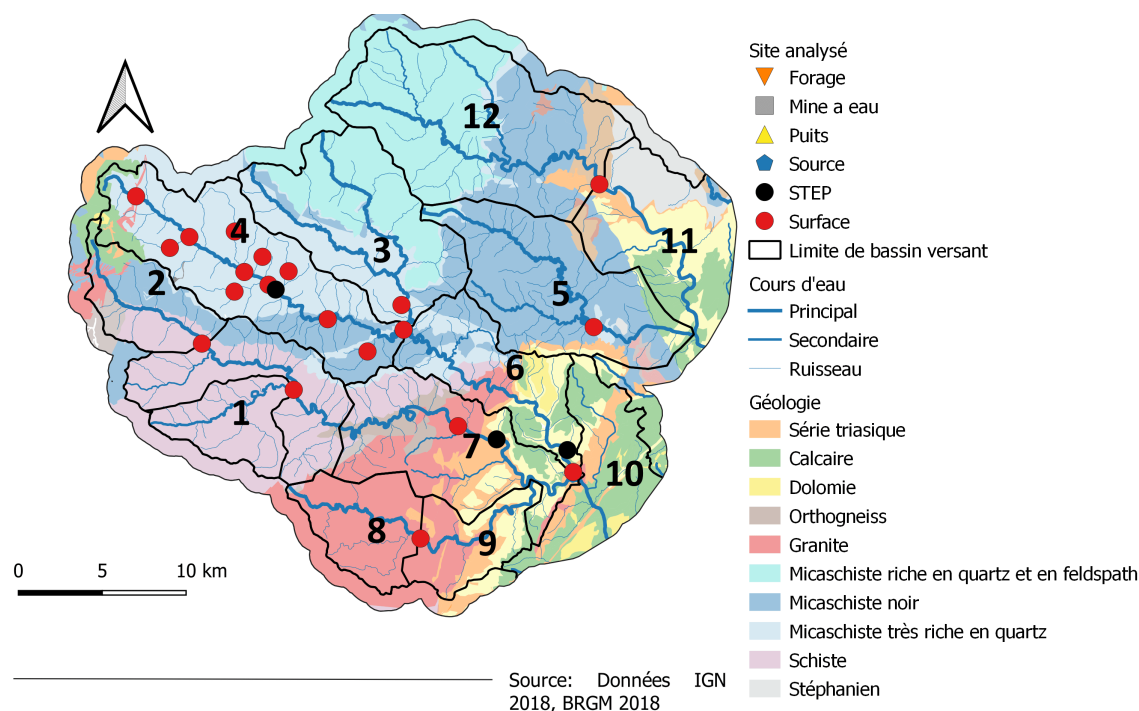 12
4
3
11
2
5
6
1
7
10
8
9
0 5 10 km
Source: Données IGN
2018, BRGM 2018
Site analysé
Forage
Mine a eau
Puits
Source
STEP
Surface
Limite de bassin versant
Cours d'eau
Principal
Secondaire
Ruisseau
Géologie
Série triasique
Calcaire
Dolomie
Orthogneiss
Granite
Micaschiste riche en quartz et en feldspath
Micaschiste noir
Micaschiste très riche en quartz
Schiste
Stéphanien